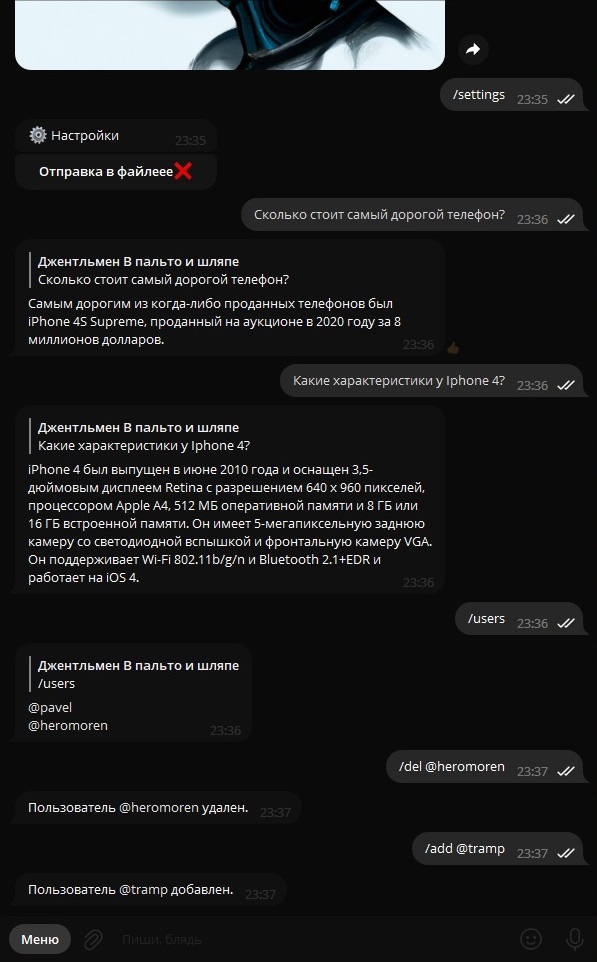 /settings 23:35
⚙ Настройки 23:35
Отправка в файлеее❌
Сколько стоит самый дорогой телефон? 23:36
Джентльмен В пальто и шляпе
Сколько стоит самый дорогой телефон?
Самым дорогим из когда-либо проданных телефонов был
iPhone 4S Supreme, проданный на аукционе в 2020 году за 8
миллионов долларов. 23:36
Какие характеристики у Iphone 4? 23:36
Джентльмен В пальто и шляпе
Какие характеристики у Iphone 4?
iPhone 4 был выпущен в июне 2010 года и оснащен 3,5-
дюймовым дисплеем Retina с разрешением 640 x 960 пикселей,
процессором Apple A4, 512 МБ оперативной памяти и 8 ГБ или
16 ГБ встроенной памяти. Он имеет 5-мегапиксельную заднюю
камеру со светодиодной вспышкой и фронтальную камеру VGA.
Он поддерживает Wi-Fi 802.11b/g/n и Bluetooth 2.1+EDR и
работает на iOS 4. 23:36
/users 23:36
Джентльмен В пальто и шляпе
/users
@pavel
@heromoren 23:36
/del @heromoren 23:37
Пользователь @heromoren удален. 23:37
/add @tramp 23:37
Пользователь @tramp добавлен. 23:37
Меню Пиши, блядь